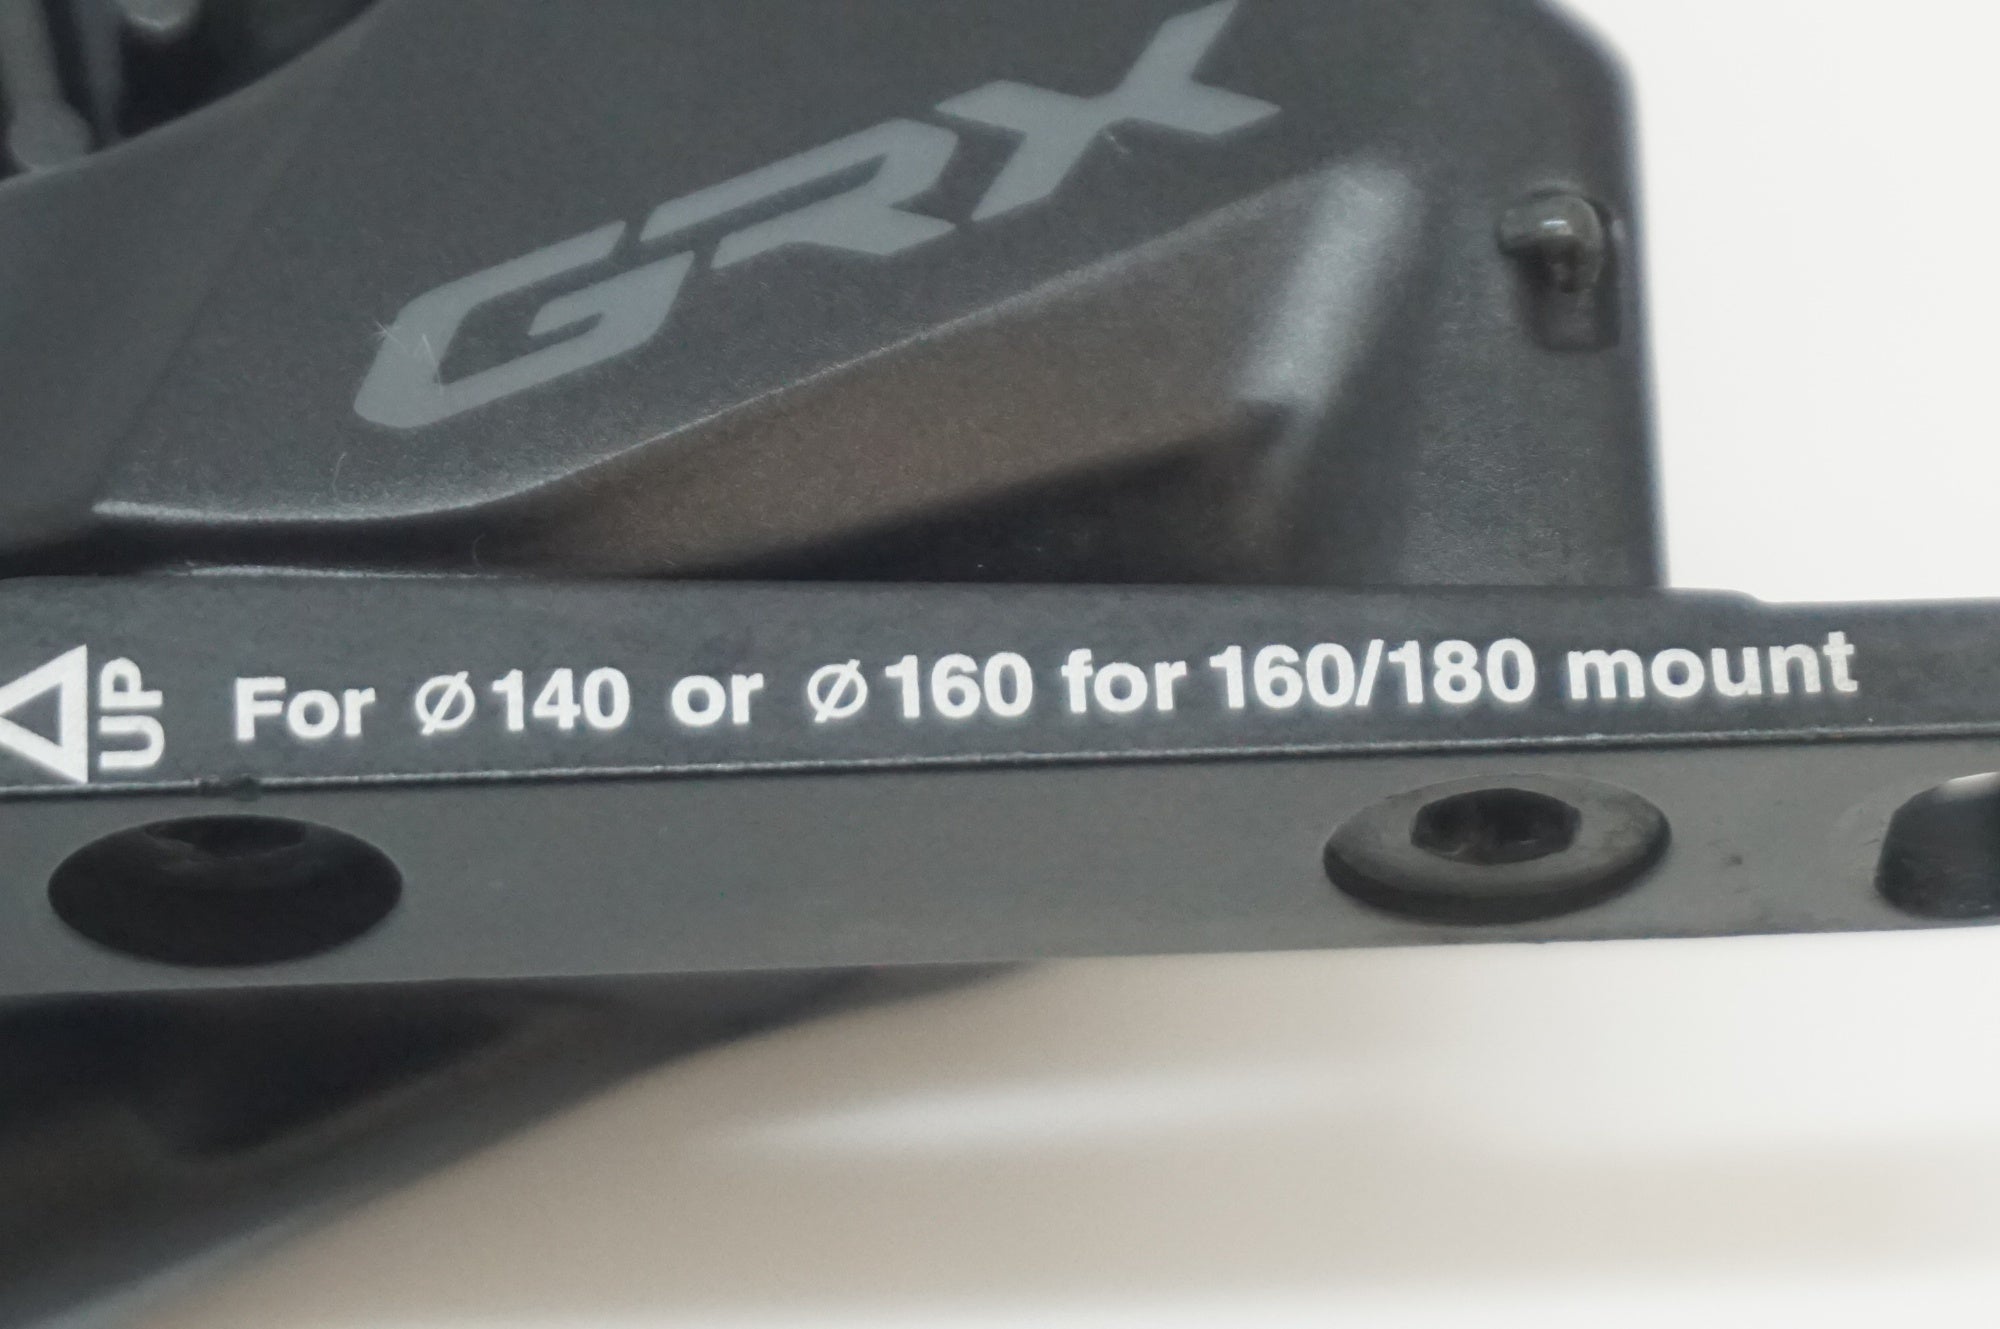 GRX
UP For ⌀140 or ⌀160 for 160/180 mount